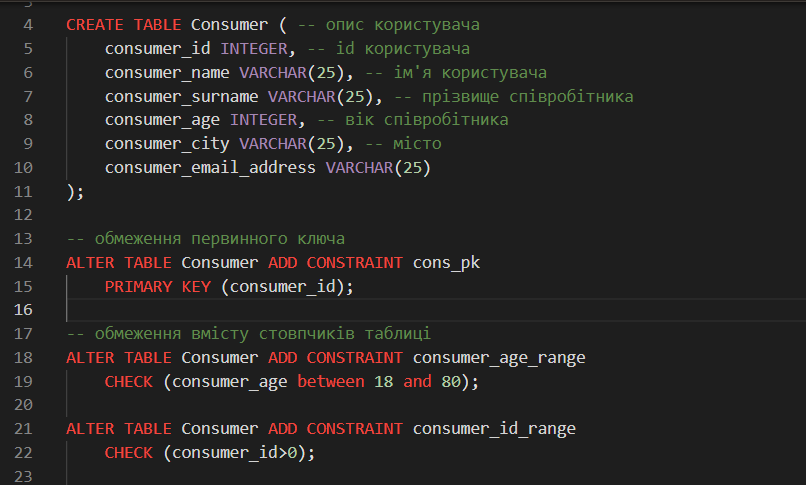 4 CREATE TABLE Consumer ( -- опис користувача
5 consumer_id INTEGER, -- id користувача
6 consumer_name VARCHAR(25), -- ім'я користувача
7 consumer_surname VARCHAR(25), -- прізвище співробітника
8 consumer_age INTEGER, -- вік співробітника
9 consumer_city VARCHAR(25), -- місто
10 consumer_email_address VARCHAR(25)
11 );
12
13 -- обмеження первинного ключа
14 ALTER TABLE Consumer ADD CONSTRAINT cons_pk
15 PRIMARY KEY (consumer_id);
16
17 -- обмеження вмісту стовпчиків таблиці
18 ALTER TABLE Consumer ADD CONSTRAINT consumer_age_range
19 CHECK (consumer_age between 18 and 80);
20
21 ALTER TABLE Consumer ADD CONSTRAINT consumer_id_range
22 CHECK (consumer_id>0);
23